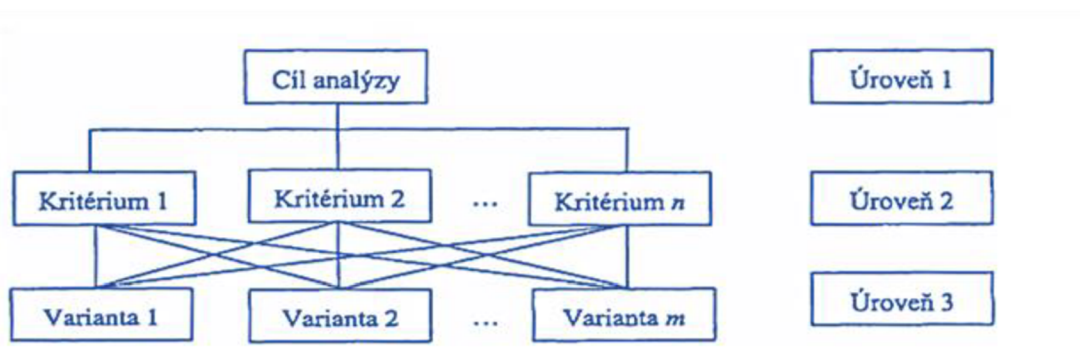 Cíl analýzy Úroveň 1
Kritérium 1 Kritérium 2 ... Kritérium n Úroveň 2
Varianta 1 Varianta 2 ... Varianta m Úroveň 3